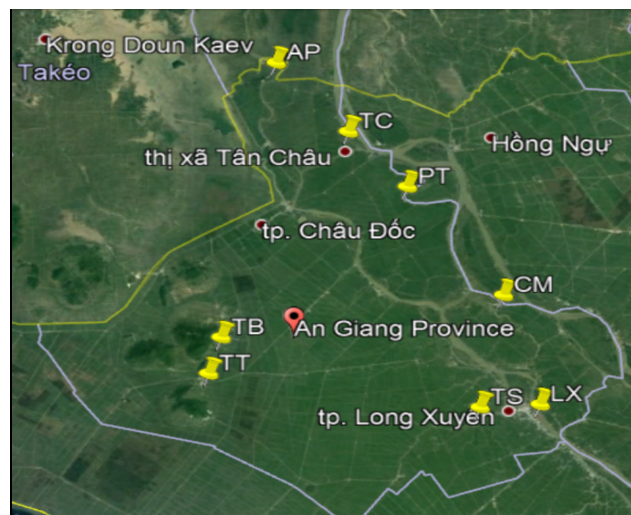 Krong Doun Kaev
AP
Takéo
TC
Hồng Ngự
thị xã Tân Châu
PT
tp. Châu Đốc
CM
TB
An Giang Province
TT
TS
LX
tp. Long Xuyên